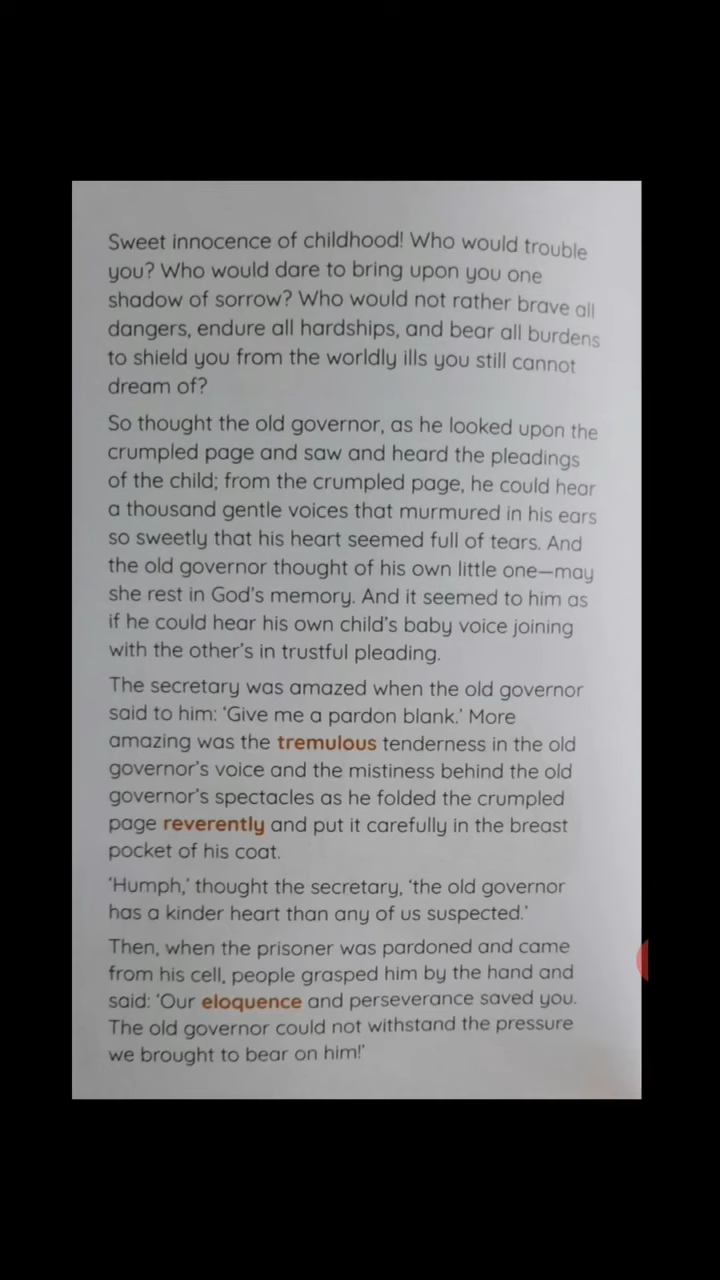 Sweet innocence of childhood! Who would trouble
you? Who would dare to bring upon you one
shadow of sorrow? Who would not rather brave all
dangers, endure all hardships, and bear all burdens
to shield you from the worldly ills you still cannot
dream of?
So thought the old governor, as he looked upon the
crumpled page and saw and heard the pleadings
of the child; from the crumpled page, he could hear
a thousand gentle voices that murmured in his ears
so sweetly that his heart seemed full of tears. And
the old governor thought of his own little one—may
she rest in God's memory. And it seemed to him as
if he could hear his own child's baby voice joining
with the other's in trustful pleading.
The secretary was amazed when the old governor
said to him: 'Give me a pardon blank.' More
amazing was the tremulous tenderness in the old
governor's voice and the mistiness behind the old
governor's spectacles as he folded the crumpled
page reverently and put it carefully in the breast
pocket of his coat.
'Humph,' thought the secretary, 'the old governor
has a kinder heart than any of us suspected.'
Then, when the prisoner was pardoned and came
from his cell, people grasped him by the hand and
said: 'Our eloquence and perseverance saved you.
The old governor could not withstand the pressure
we brought to bear on him!'